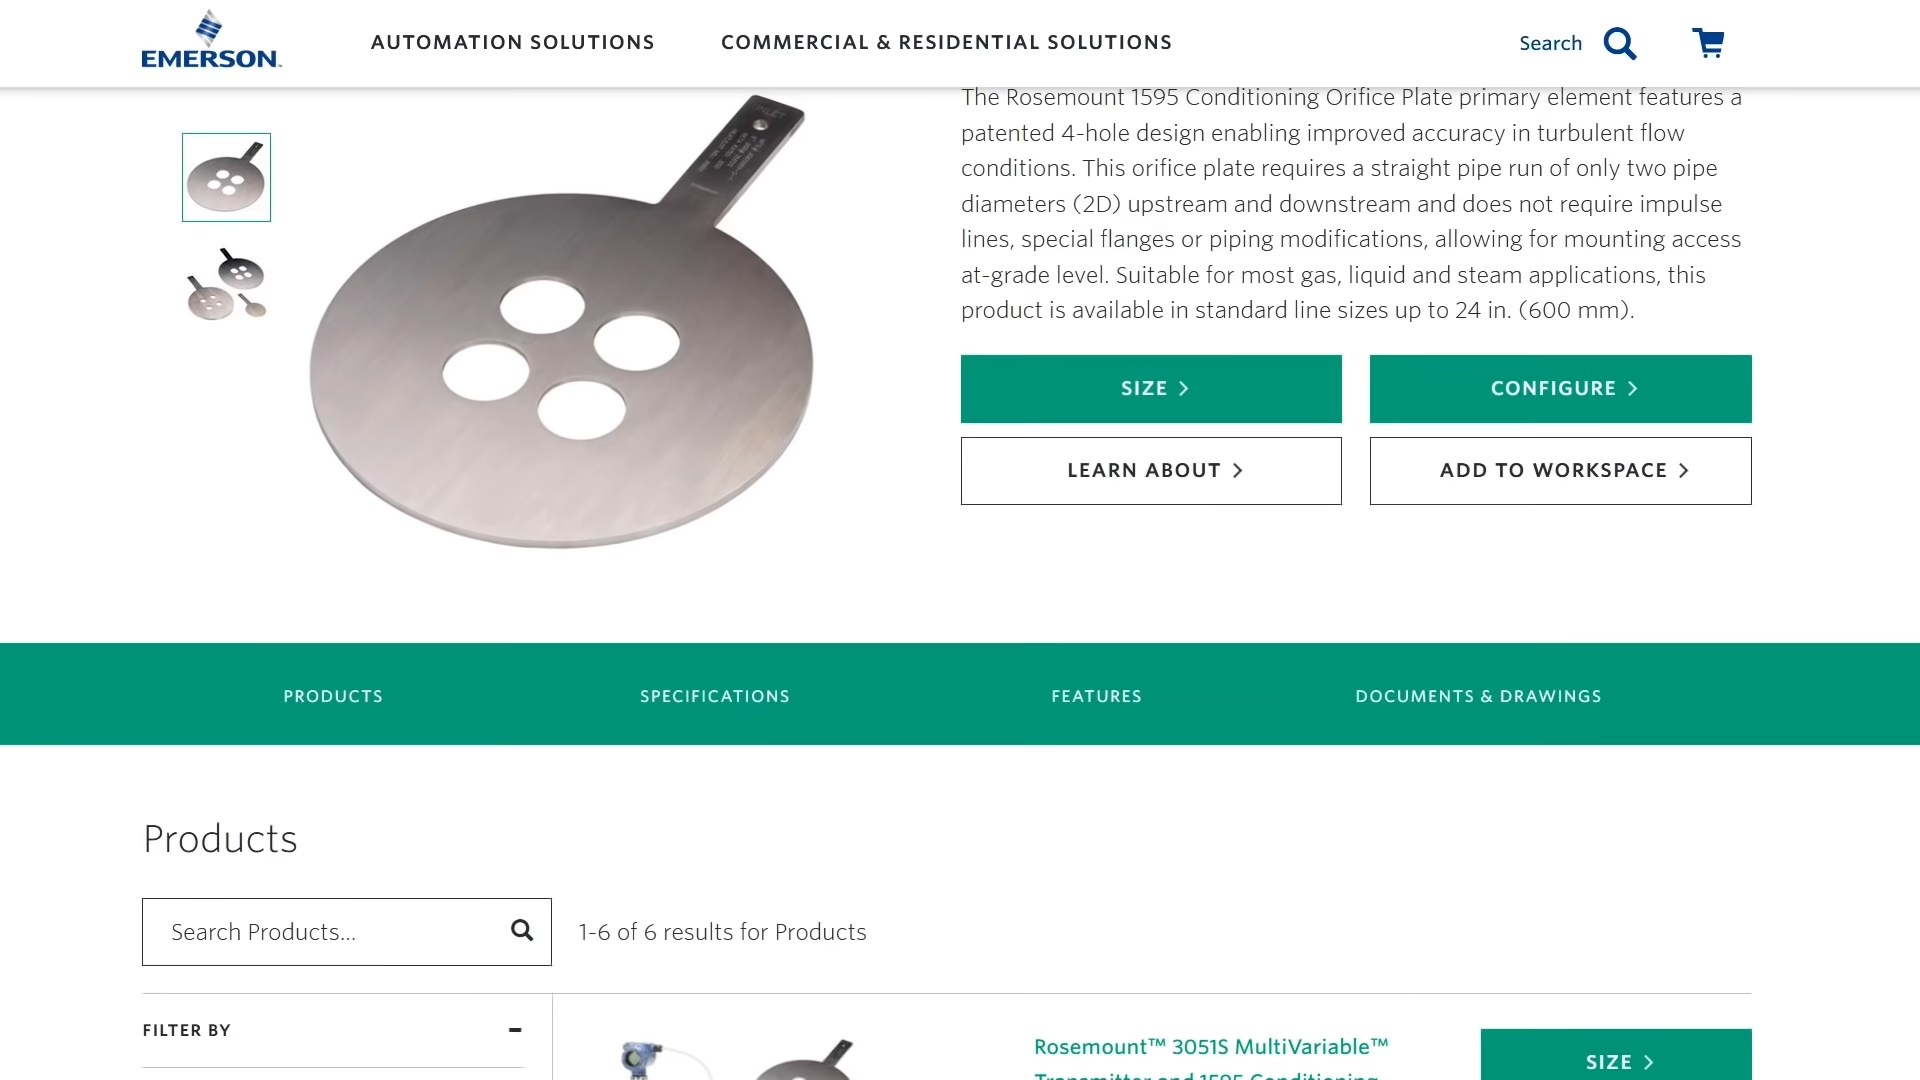 EMERSON
AUTOMATION SOLUTIONS
COMMERCIAL & RESIDENTIAL SOLUTIONS
Search
The Rosemount 1595 Conditioning Orifice Plate primary element features a
patented 4-hole design enabling improved accuracy in turbulent flow
conditions. This orifice plate requires a straight pipe run of only two pipe
diameters (2D) upstream and downstream and does not require impulse
lines, special flanges or piping modifications, allowing for mounting access
at-grade level. Suitable for most gas, liquid and steam applications, this
product is available in standard line sizes up to 24 in. (600 mm).
SIZE
CONFIGURE
LEARN ABOUT
ADD TO WORKSPACE
PRODUCTS
SPECIFICATIONS
FEATURES
DOCUMENTS & DRAWINGS
Products
Search Products...
1-6 of 6 results for Products
FILTER BY
Rosemount™ 3051S MultiVariable™
Transmitter and 1595 Conditioning
SIZE